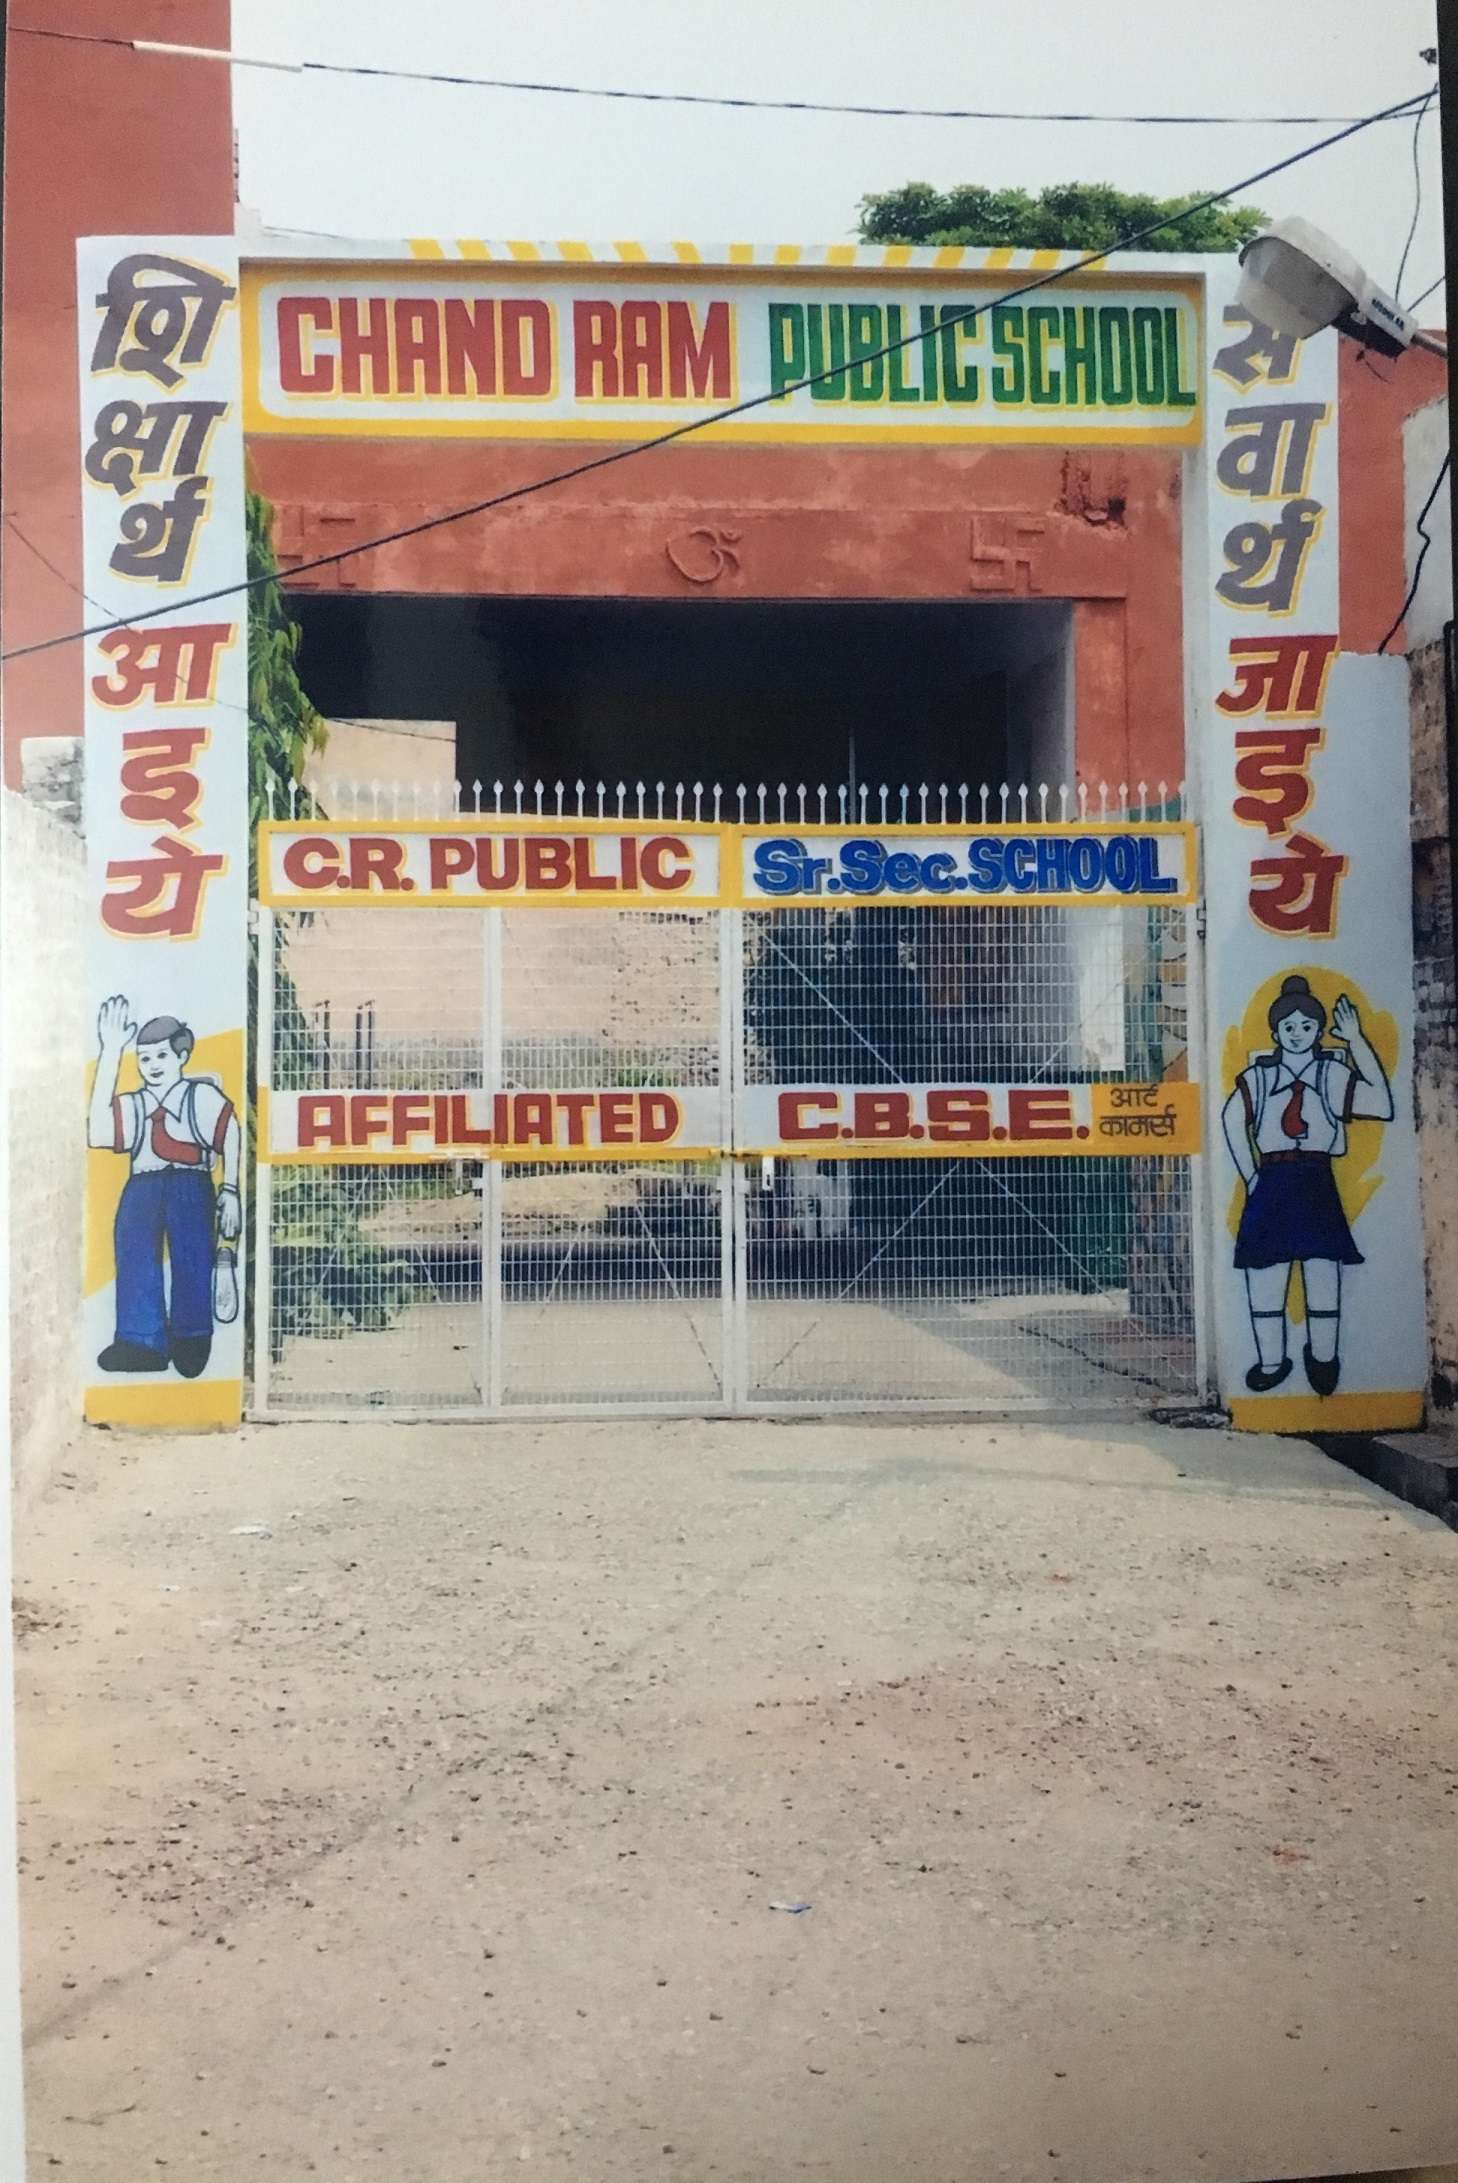 CHAND RAM PUBLIC SCHOOL
शिक्षार्थ आइये
सेवार्थ जाइये
C.R. PUBLIC Sr.Sec.SCHOOL
AFFILIATED C.B.S.E. आर्ट
कामर्स